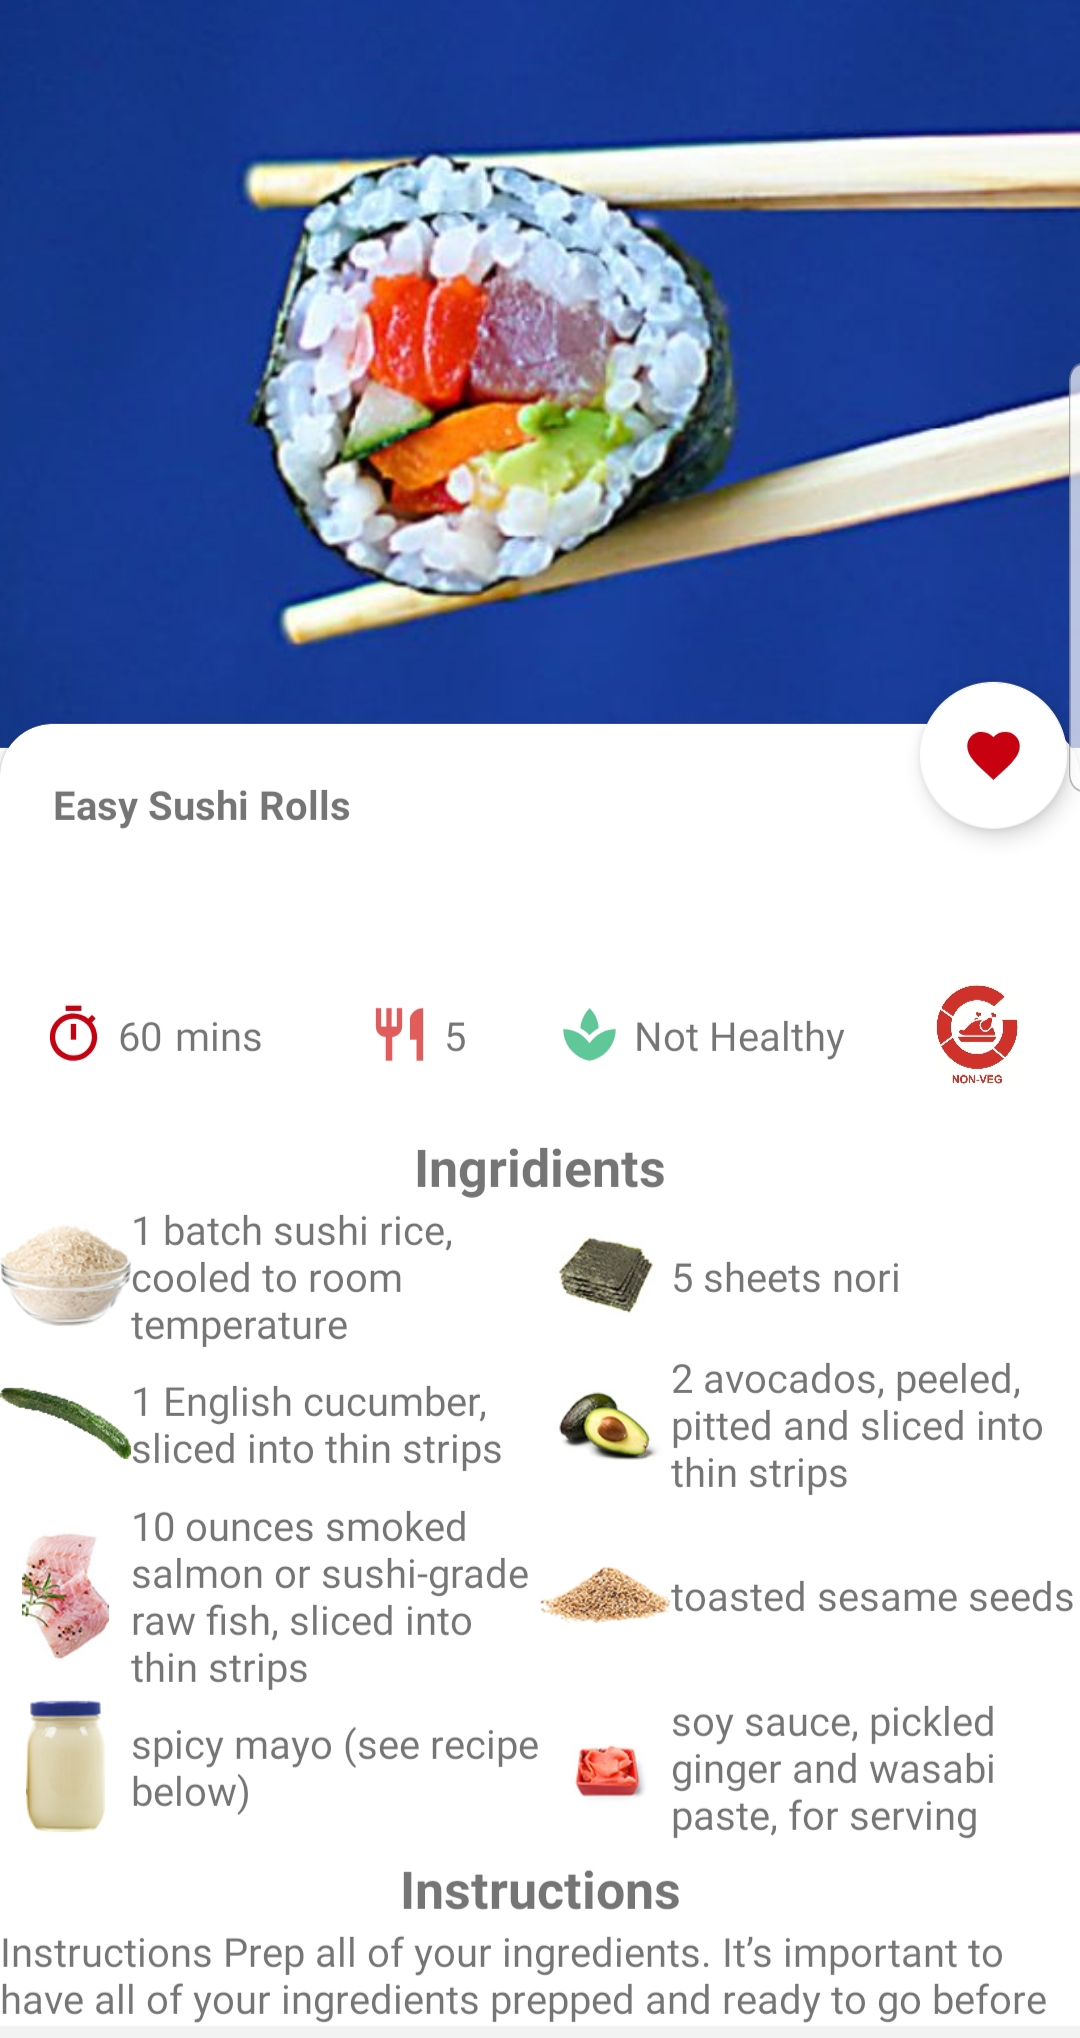 Easy Sushi Rolls
60 mins
5
Not Healthy
NON-VEG
Ingridients
1 batch sushi rice,
cooled to room
temperature
5 sheets nori
1 English cucumber,
sliced into thin strips
2 avocados, peeled,
pitted and sliced into
thin strips
10 ounces smoked
salmon or sushi-grade
raw fish, sliced into
thin strips
toasted sesame seeds
spicy mayo (see recipe
below)
soy sauce, pickled
ginger and wasabi
paste, for serving
Instructions
Instructions Prep all of your ingredients. It’s important to
have all of your ingredients prepped and ready to go before